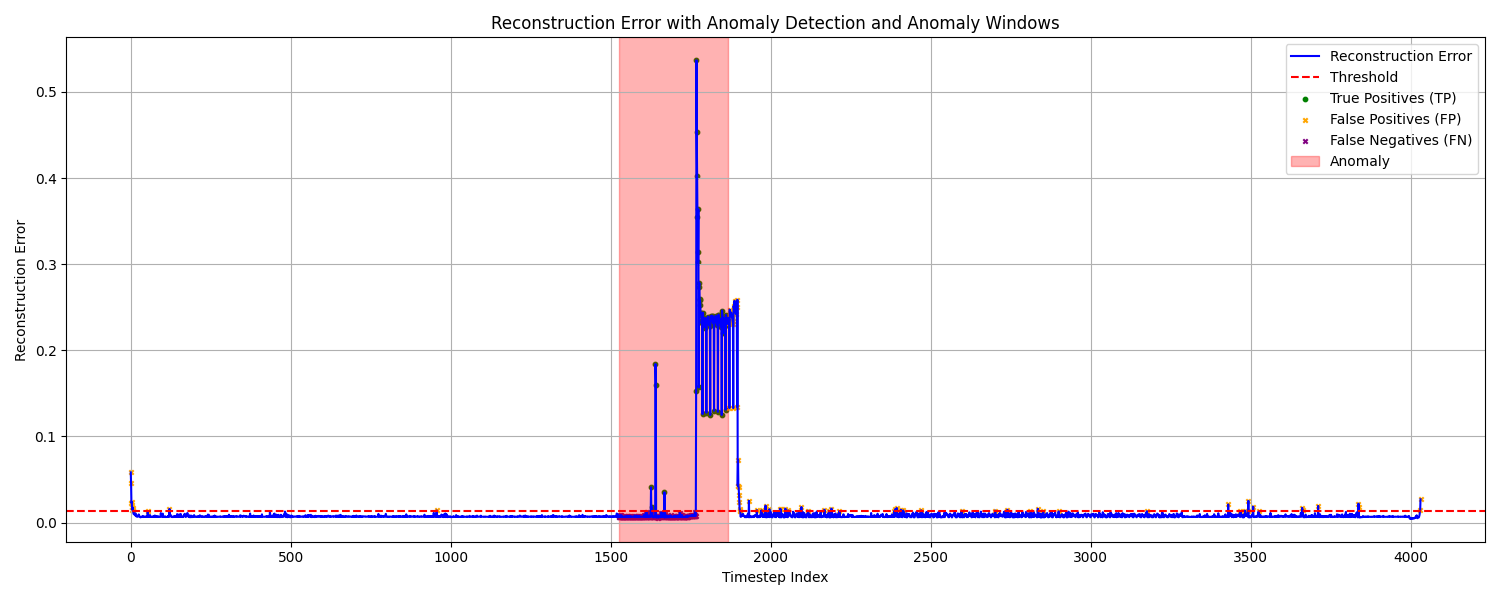 Reconstruction Error with Anomaly Detection and Anomaly Windows
Reconstruction Error
0.5
0.4
0.3
0.2
0.1
0.0
Reconstruction Error
Threshold
True Positives (TP)
False Positives (FP)
False Negatives (FN)
Anomaly
0 500 1000 1500 2000 2500 3000 3500 4000
Timestep Index